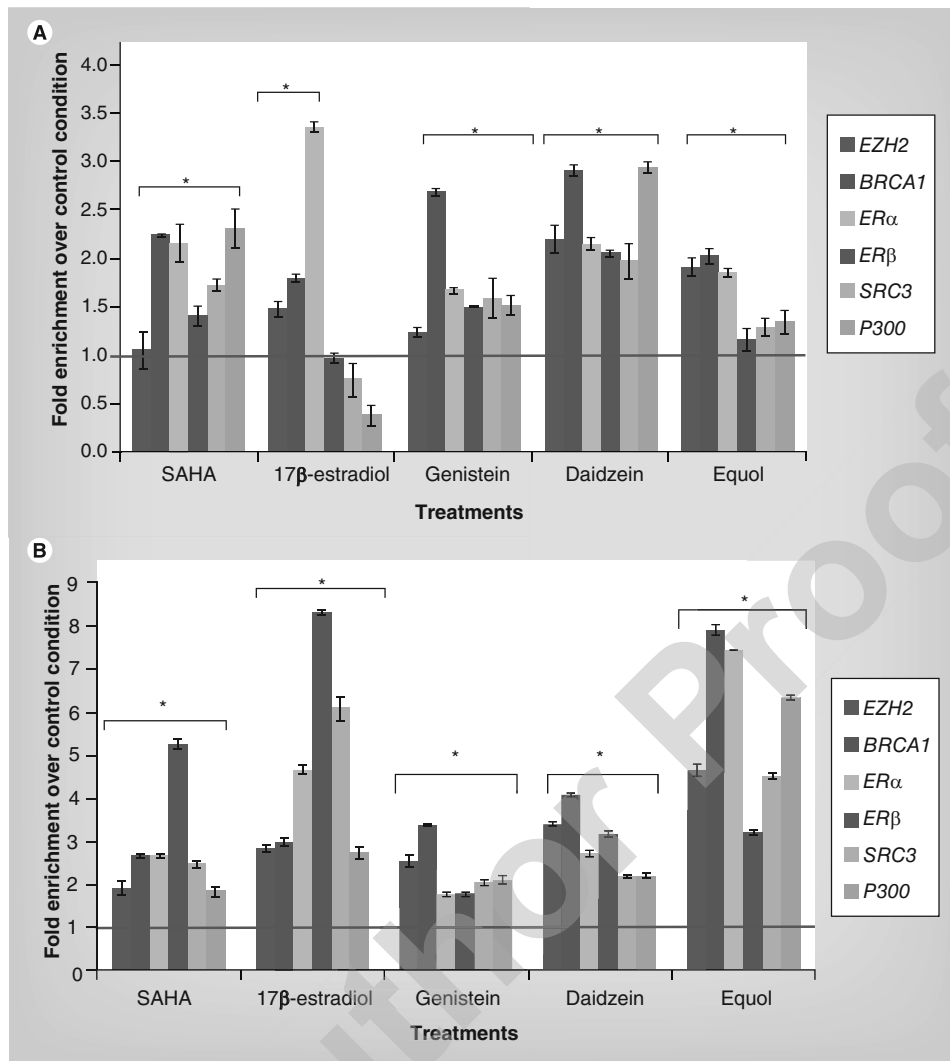 A
Fold enrichment over control condition
4.0
3.5
3.0
2.5
2.0
1.5
1.0
0.5
0.0
*
*
*
*
*
SAHA
17β-estradiol
Genistein
Daidzein
Equol
Treatments
EZH2
BRCA1
ERα
ERβ
SRC3
P300
B
Fold enrichment over control condition
9
8
7
6
5
4
3
2
1
0
*
*
*
*
*
SAHA
17β-estradiol
Genistein
Daidzein
Equol
Treatments
EZH2
BRCA1
ERα
ERβ
SRC3
P300
uthor Proof